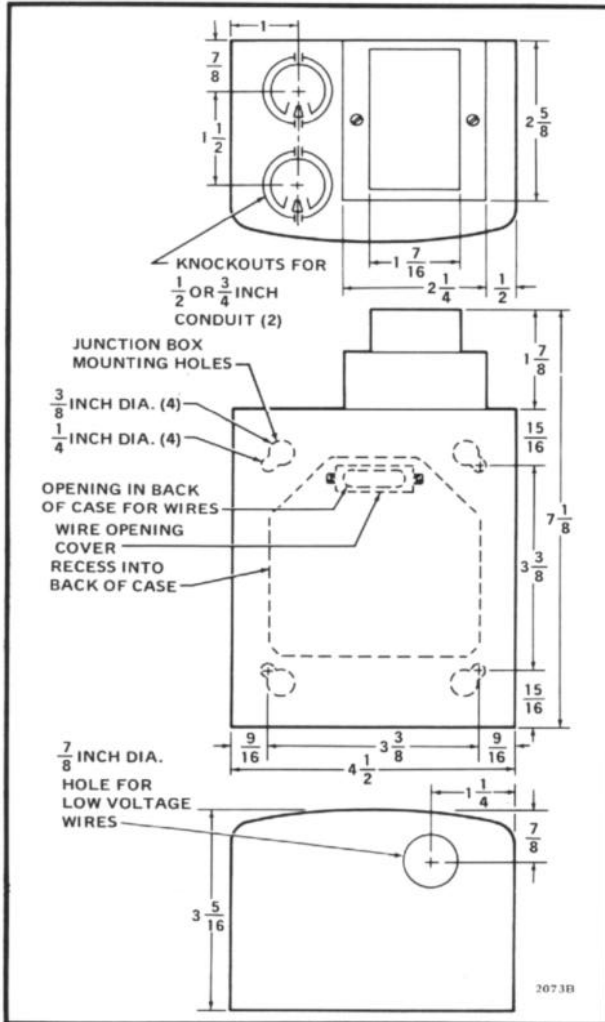 1
7/8
1 1/2
2 5/8
1 7/16
2 1/4
1/2
KNOCKOUTS FOR
1/2 OR 3/4 INCH
CONDUIT (2)
JUNCTION BOX
MOUNTING HOLES
3/8 INCH DIA. (4)
1/4 INCH DIA. (4)
1 7/8
15/16
OPENING IN BACK
OF CASE FOR WIRES
7 1/8
WIRE OPENING
COVER
RECESS INTO
BACK OF CASE
3 3/8
15/16
9/16
3 3/8
9/16
4 1/2
7/8 INCH DIA.
HOLE FOR
LOW VOLTAGE
WIRES
1 1/4
7/8
3 5/16
2073B